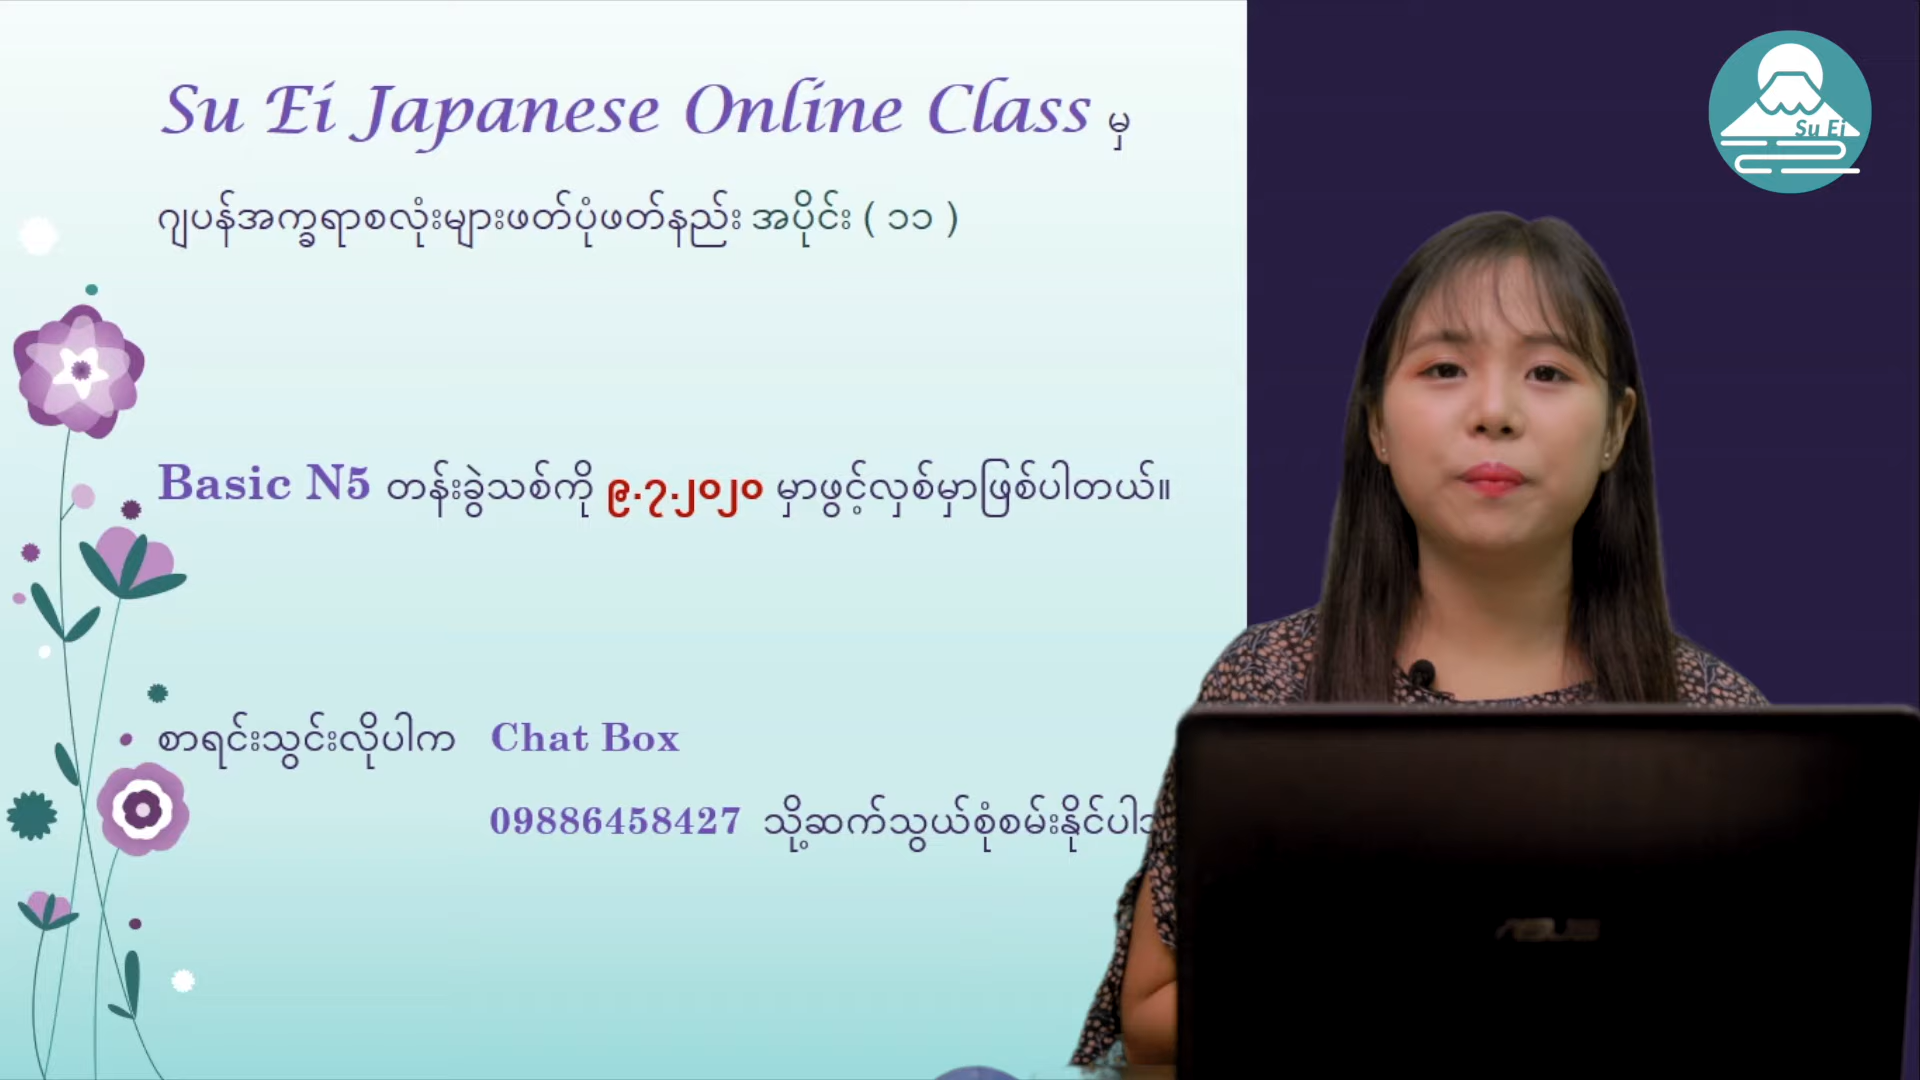 Su Ei Japanese Online Class မှ
ဂျပန်အက္ခရာစလုံးများဖတ်ပုံဖတ်နည်း အပိုင်း ( ၁၁ )
Basic N5 တန်းခွဲသစ်ကို ၉.၇.၂၀၂၀ မှာဖွင့်လှစ်မှာဖြစ်ပါတယ်။
စာရင်းသွင်းလိုပါက Chat Box
09886458427 သို့ဆက်သွယ်စုံစမ်းနိုင်ပါ
Su Ei
ASUS